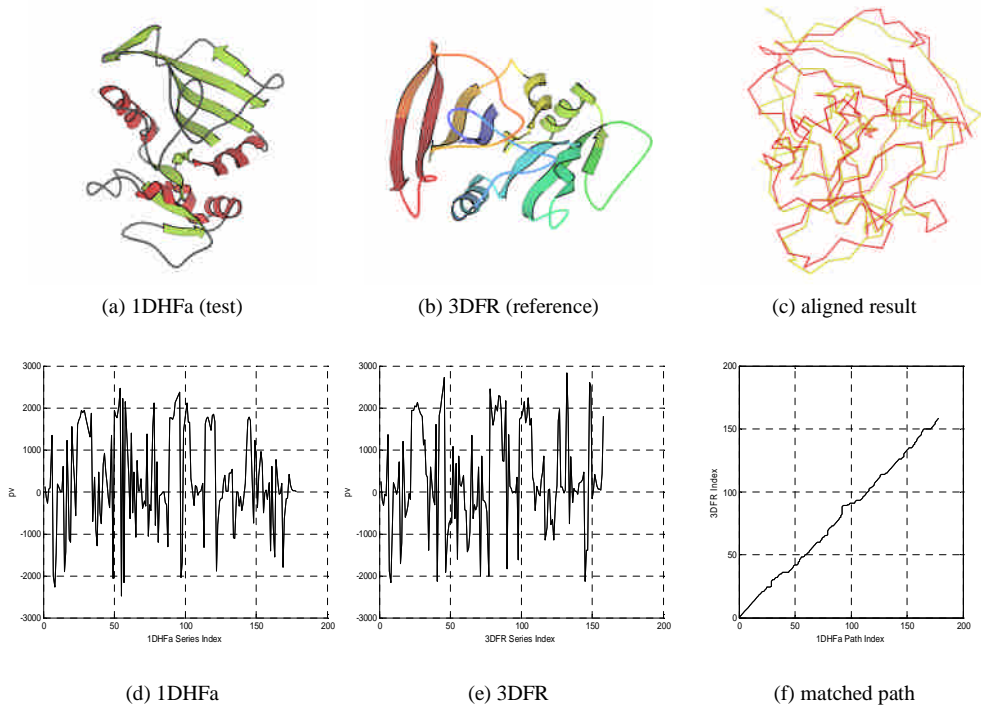 (a) 1DHFa (test)
(b) 3DFR (reference)
(c) aligned result
3000
2000
1000
0
-1000
-2000
-3000
pv
0
50
100
150
200
1DHFa Series Index
3000
2000
1000
0
-1000
-2000
-3000
pv
0
50
100
150
200
3DFR Series Index
200
150
100
50
0
3DFR Index
0
50
100
150
200
1DHFa Path Index
(d) 1DHFa
(e) 3DFR
(f) matched path